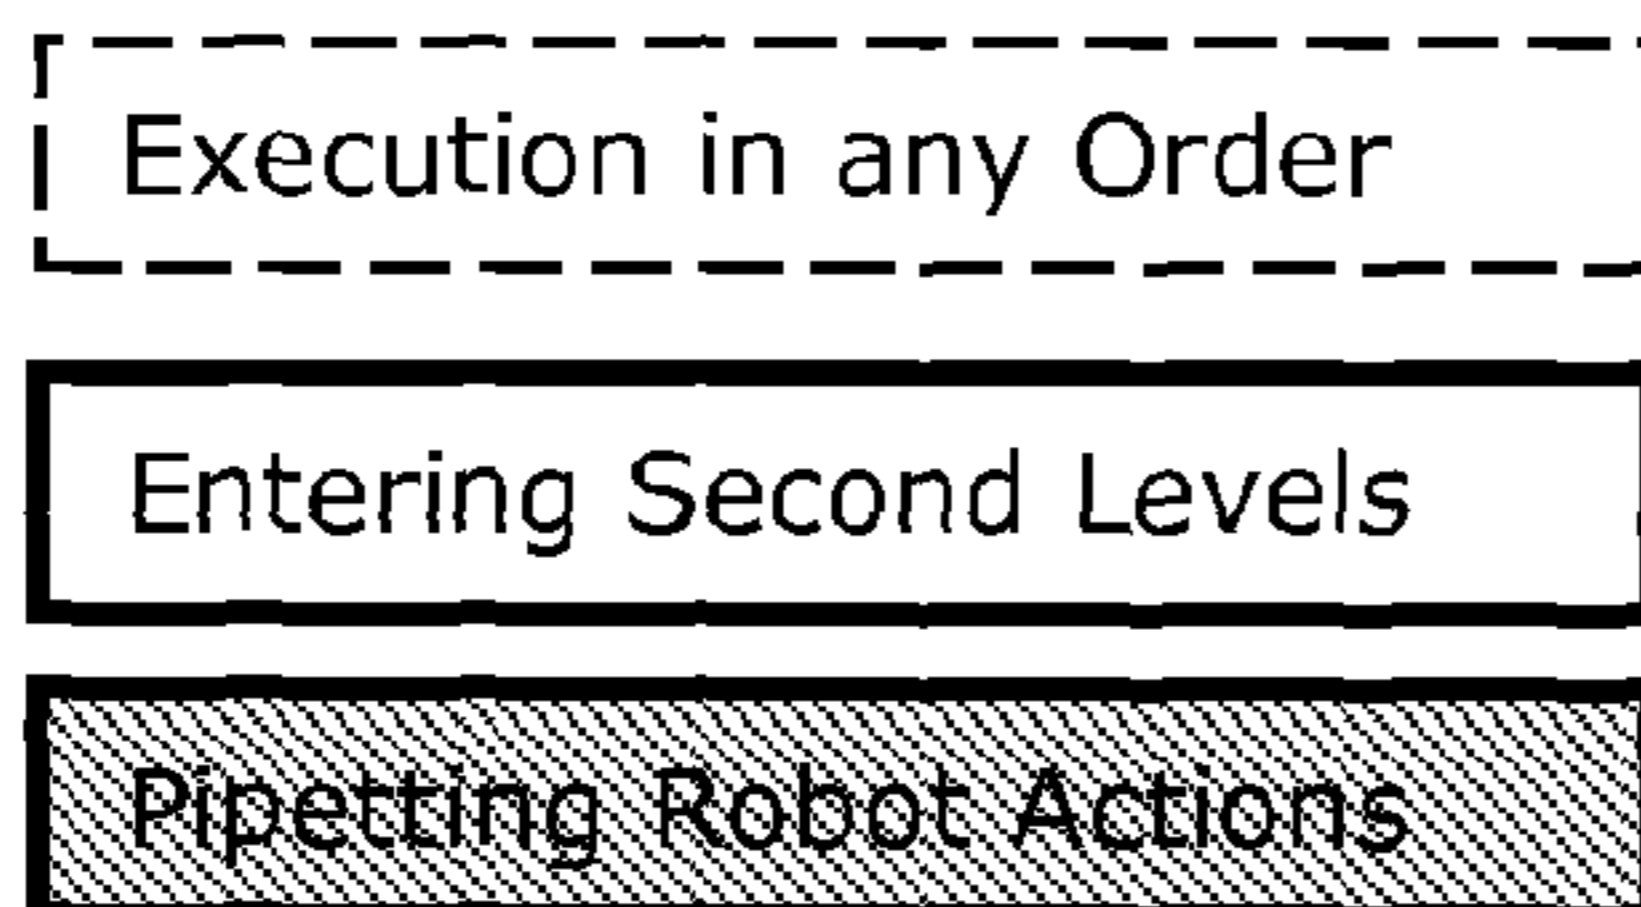 Execution in any Order
Entering Second Levels
Pipetting Robot Actions